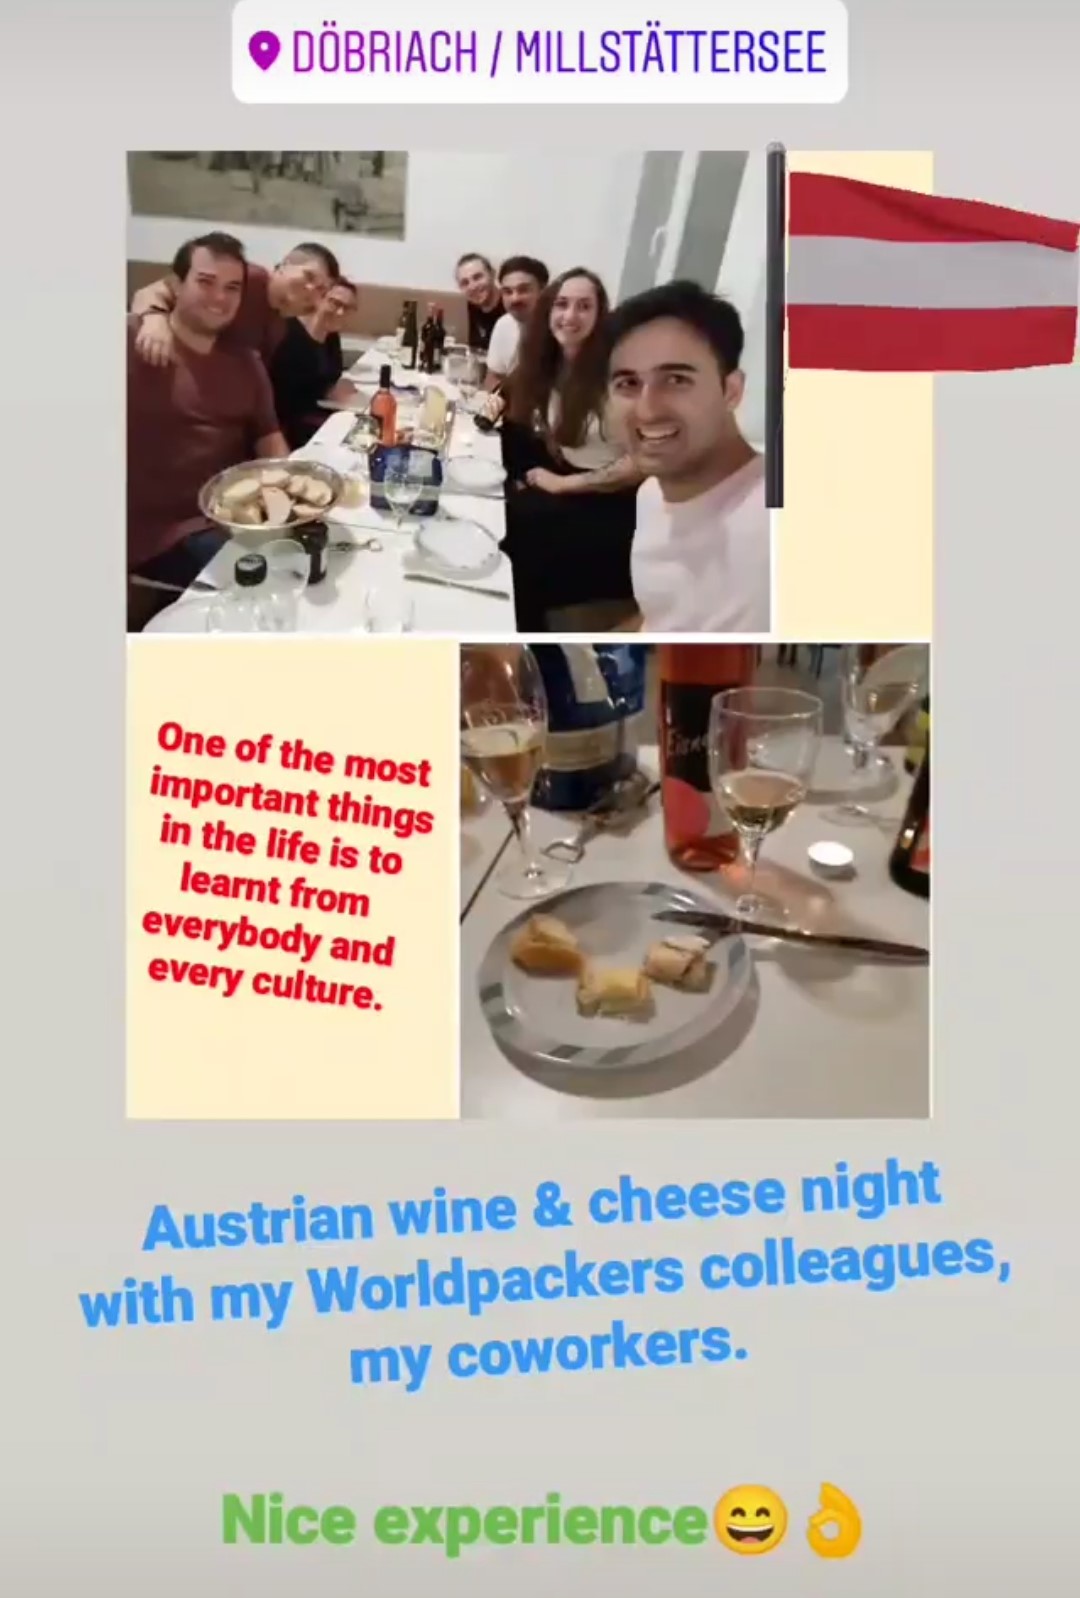 DÖBRIACH / MILLSTÄTTERSEE
One of the most
important things
in the life is to
learnt from
everybody and
every culture.
Austrian wine & cheese night
with my Worldpackers colleagues,
my coworkers.
Nice experience😄👌